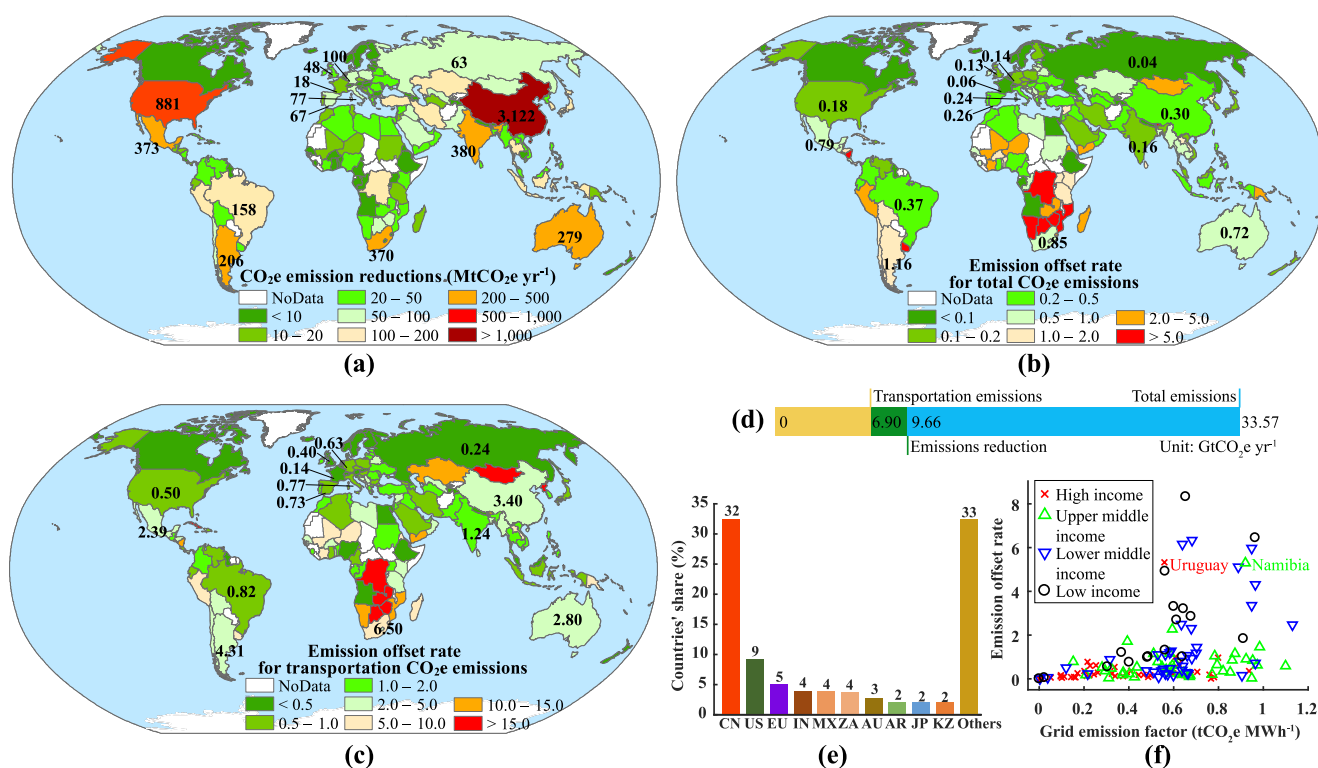 100
48
18
77
67
63
881
3,122
373
380
158
279
206
370
CO₂e emission reductions (MtCO₂e yr⁻¹)
NoData
20 – 50
200 – 500
< 10
50 – 100
500 – 1,000
10 – 20
100 – 200
> 1,000
(a)
0.14
0.13
0.06
0.24
0.26
0.04
0.18
0.30
0.79
0.16
0.37
0.72
0.85
1.16
Emission offset rate
for total CO₂e emissions
NoData
0.2 – 0.5
< 0.1
0.5 – 1.0
2.0 – 5.0
0.1 – 0.2
1.0 – 2.0
> 5.0
(b)
0.63
0.40
0.14
0.77
0.73
0.24
0.50
3.40
2.39
1.24
0.82
2.80
6.50
4.31
Emission offset rate
for transportation CO₂e emissions
NoData
1.0 – 2.0
< 0.5
2.0 – 5.0
10.0 – 15.0
0.5 – 1.0
5.0 – 10.0
> 15.0
(c)
Transportation emissions
Total emissions
(d)
0
6.90
9.66
33.57
Emissions reduction
Unit: GtCO₂e yr⁻¹
Countries' share (%)
35
30
25
20
15
10
5
0
32
9
5
4
4
4
3
2
2
2
33
CN
US
EU
IN
MX
ZA
AU
AR
JP
KZ
Others
(e)
Emission offset rate
8
6
4
2
0
High income
Upper middle
income
Lower middle
income
Low income
Uruguay
Namibia
0
0.2
0.4
0.6
0.8
1
1.2
Grid emission factor (tCO₂e MWh⁻¹)
(f)